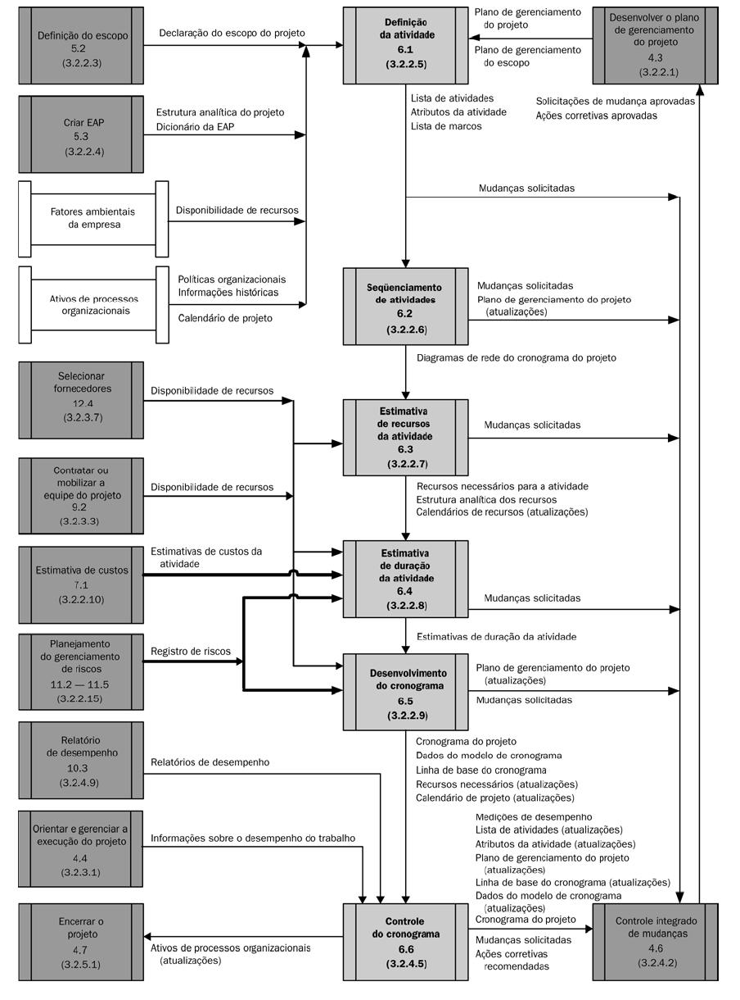 Definição do escopo
5.2
(3.2.2.3)
Declaração do escopo do projeto
Definição
da atividade
6.1
(3.2.2.5)
Plano de gerenciamento
do projeto
Plano de gerenciamento
do escopo
Desenvolver o plano
de gerenciamento
do projeto
4.3
(3.2.2.1)
Criar EAP
5.3
(3.2.2.4)
Estrutura analítica do projeto
Dicionário da EAP
Lista de atividades
Atributos da atividade
Lista de marcos
Solicitações de mudança aprovadas
Ações corretivas aprovadas
Fatores ambientais
da empresa
Disponibilidade de recursos
Mudanças solicitadas
Ativos de processos
organizacionais
Políticas organizacionais
Informações históricas
Calendário de projeto
Seqüenciamento
de atividades
6.2
(3.2.2.6)
Mudanças solicitadas
Plano de gerenciamento do projeto
(atualizações)
Diagramas de rede do cronograma do projeto
Selecionar
fornecedores
12.4
(3.2.3.7)
Disponibilidade de recursos
Estimativa
de recursos
da atividade
6.3
(3.2.2.7)
Mudanças solicitadas
Contratar ou
mobilizar a
equipe do projeto
9.2
(3.2.3.3)
Disponibilidade de recursos
Recursos necessários para a atividade
Estrutura analítica dos recursos
Calendários de recursos (atualizações)
Estimativa de custos
7.1
(3.2.2.10)
Estimativas de custos da
atividade
Estimativa
de duração
da atividade
6.4
(3.2.2.8)
Mudanças solicitadas
Estimativas de duração da atividade
Planejamento
do gerenciamento
de riscos
11.2 — 11.5
(3.2.2.15)
Registro de riscos
Desenvolvimento
do cronograma
6.5
(3.2.2.9)
Plano de gerenciamento do projeto
(atualizações)
Mudanças solicitadas
Relatório
de desempenho
10.3
(3.2.4.9)
Relatórios de desempenho
Cronograma do projeto
Dados do modelo de cronograma
Linha de base do cronograma
Recursos necessários (atualizações)
Calendário de projeto (atualizações)
Orientar e gerenciar a
execução do projeto
4.4
(3.2.3.1)
Informações sobre o desempenho do trabalho
Medições de desempenho
Lista de atividades (atualizações)
Atributos da atividade (atualizações)
Plano de gerenciamento do projeto
(atualizações)
Linha de base do cronograma (atualizações)
Dados do modelo de cronograma
(atualizações)
Cronograma do projeto
Mudanças solicitadas
Ações corretivas
recomendadas
Encerrar o
projeto
4.7
(3.2.5.1)
Ativos de processos organizacionais
(atualizações)
Controle
do cronograma
6.6
(3.2.4.5)
Controle integrado
de mudanças
4.6
(3.2.4.2)